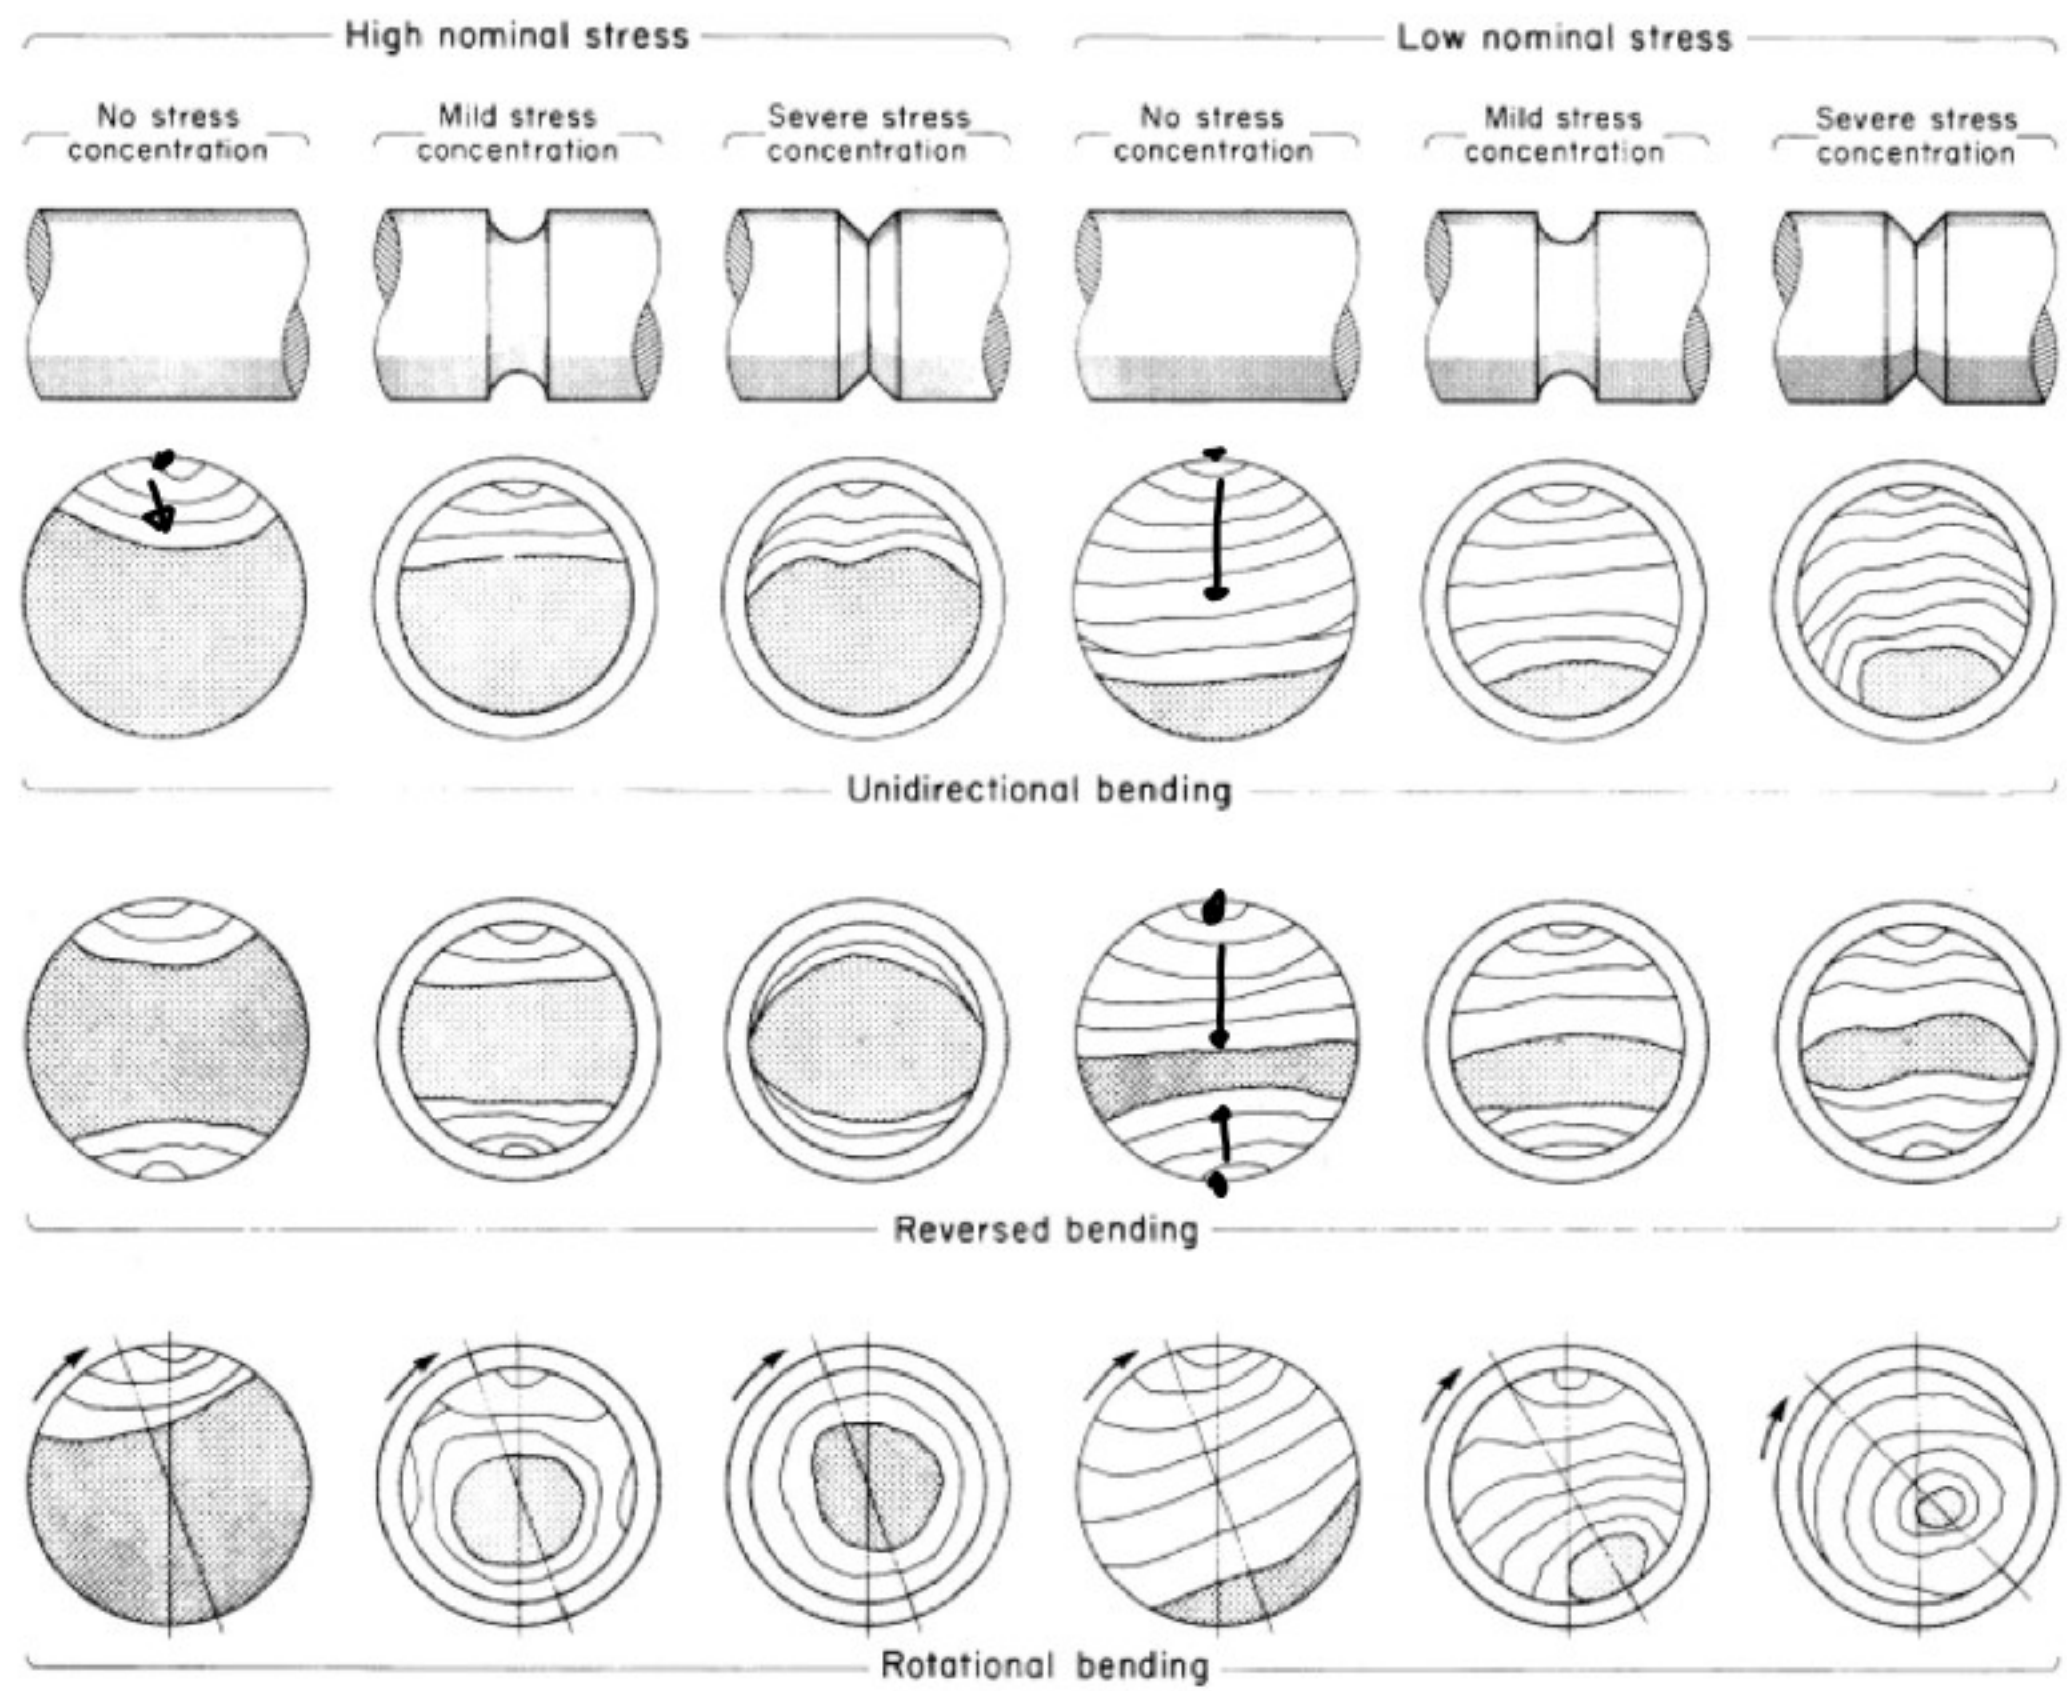 High nominal stress
Low nominal stress
No stress
concentration
Mild stress
concentration
Severe stress
concentration
No stress
concentration
Mild stress
concentration
Severe stress
concentration
Unidirectional bending
Reversed bending
Rotational bending